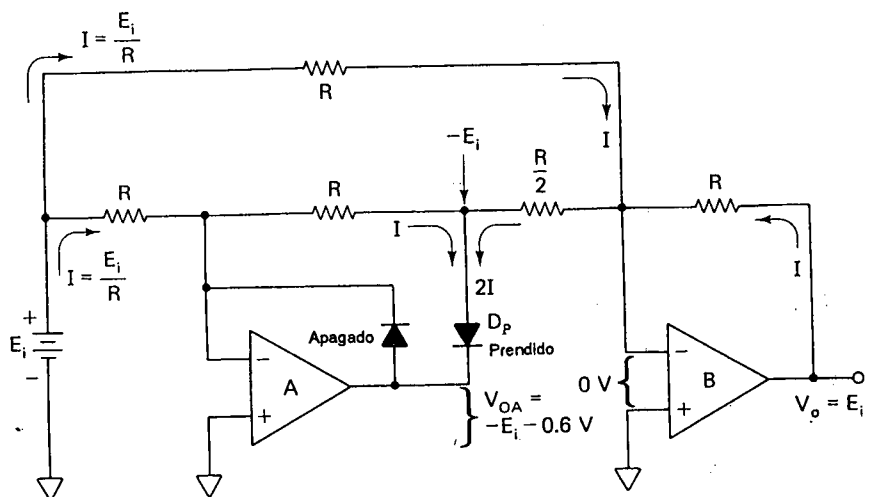 I = E_i / R
R
I
-E_i
R/2
R
R
R
I
I
I = E_i / R
2I
D_P
Prendido
Apagado
+
E_i
-
-
A
+
V_OA =
-E_i - 0.6 V
0 V
-
B
+
V_o = E_i